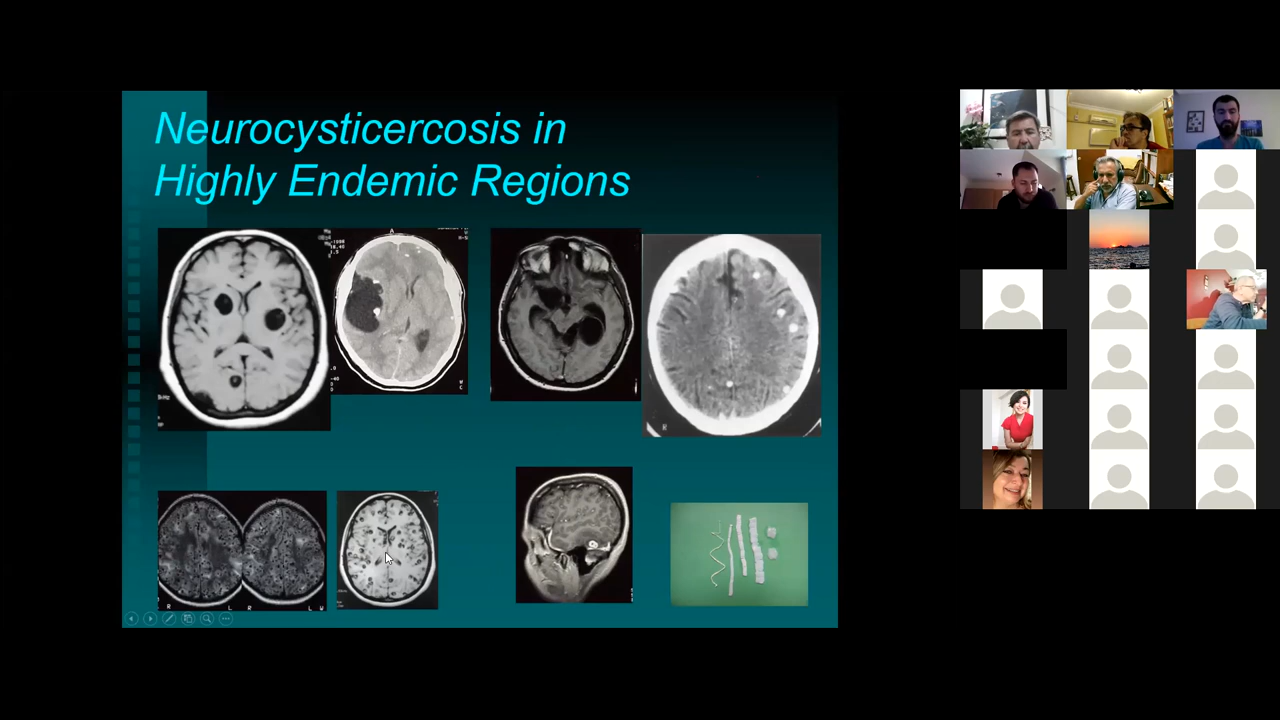 Neurocysticercosis in
Highly Endemic Regions
A
R
R L R L